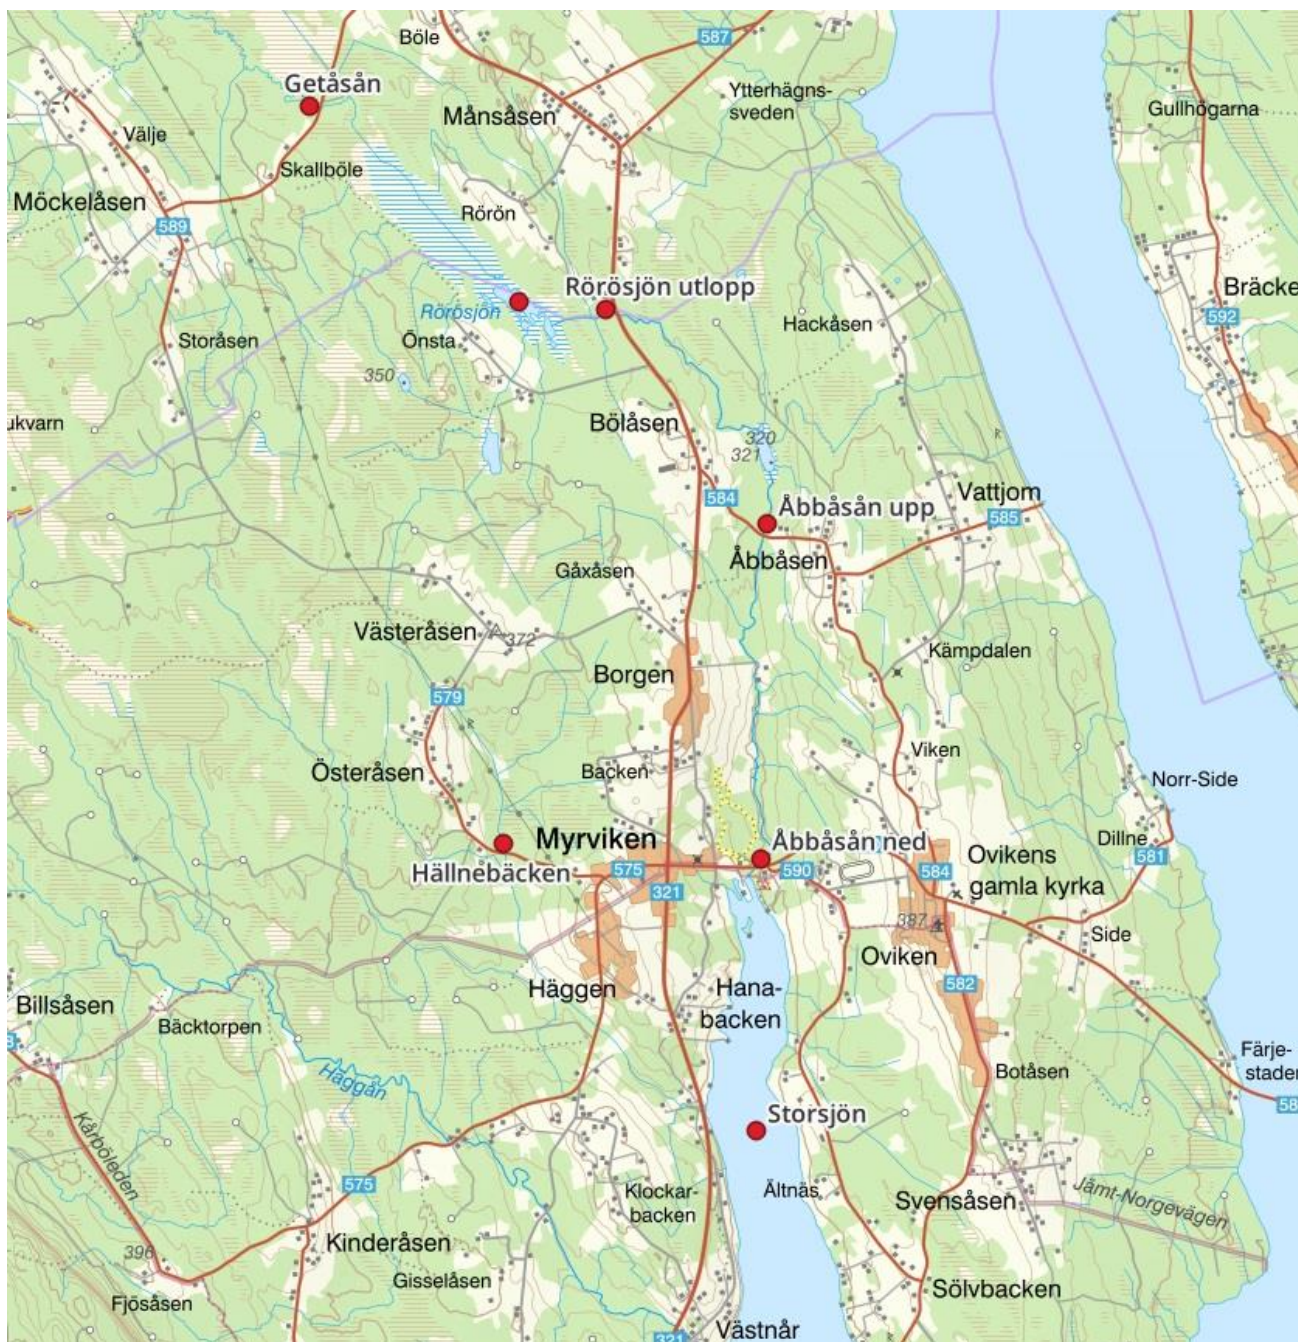 Böle
587
Getåsån
Ytterhägns-
sveden
Månsåsen
Gullhögarna
Välje
Skallböle
Möckelåsen
Rörön
589
Rörösjön utlopp
Bräcke
Rörösjön
592
Hackåsen
Storåsen
Önsta
350
ukvarn
Bölåsen
320
321
584
Vattjom
Åbbåsån upp
585
Åbbåsen
Gåxåsen
Västeråsen
372
Kämpdalen
Borgen
579
Viken
Österåsen
Backen
Norr-Side
Myrviken
Åbbåsån ned
Dillne
Hällnebäcken
575
590
584
Ovikens
gamla kyrka
581
321
387
Side
Oviken
Häggen
Hana-
backen
582
Billsåsen
Bäcktorpen
Färje-
staden
Botåsen
Häggån
58
Storsjön
Kårböleden
575
Klockar-
backen
Ältnäs
Svensåsen
Jämt-Norgevägen
396
Kinderåsen
Gisselåsen
Fjösåsen
Sölvbacken
321
Västnår